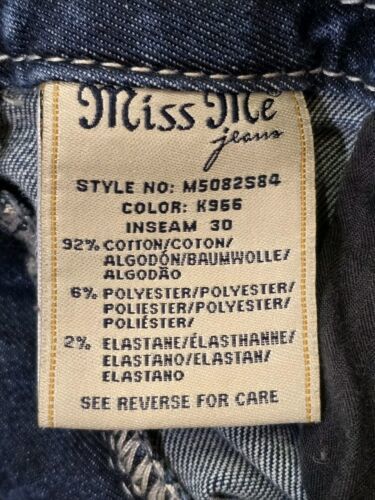 Miss Me®
jeans
STYLE NO: M5082S84
COLOR: K966
INSEAM 30
92% COTTON/COTON/
ALGODÓN/BAUMWOLLE/
ALGODÃO
6% POLYESTER/POLYESTER/
POLIESTER/POLYESTER/
POLIÉSTER/
2% ELASTANE/ÉLASTHANNE/
ELASTANO/ELASTAN/
ELASTANO
SEE REVERSE FOR CARE